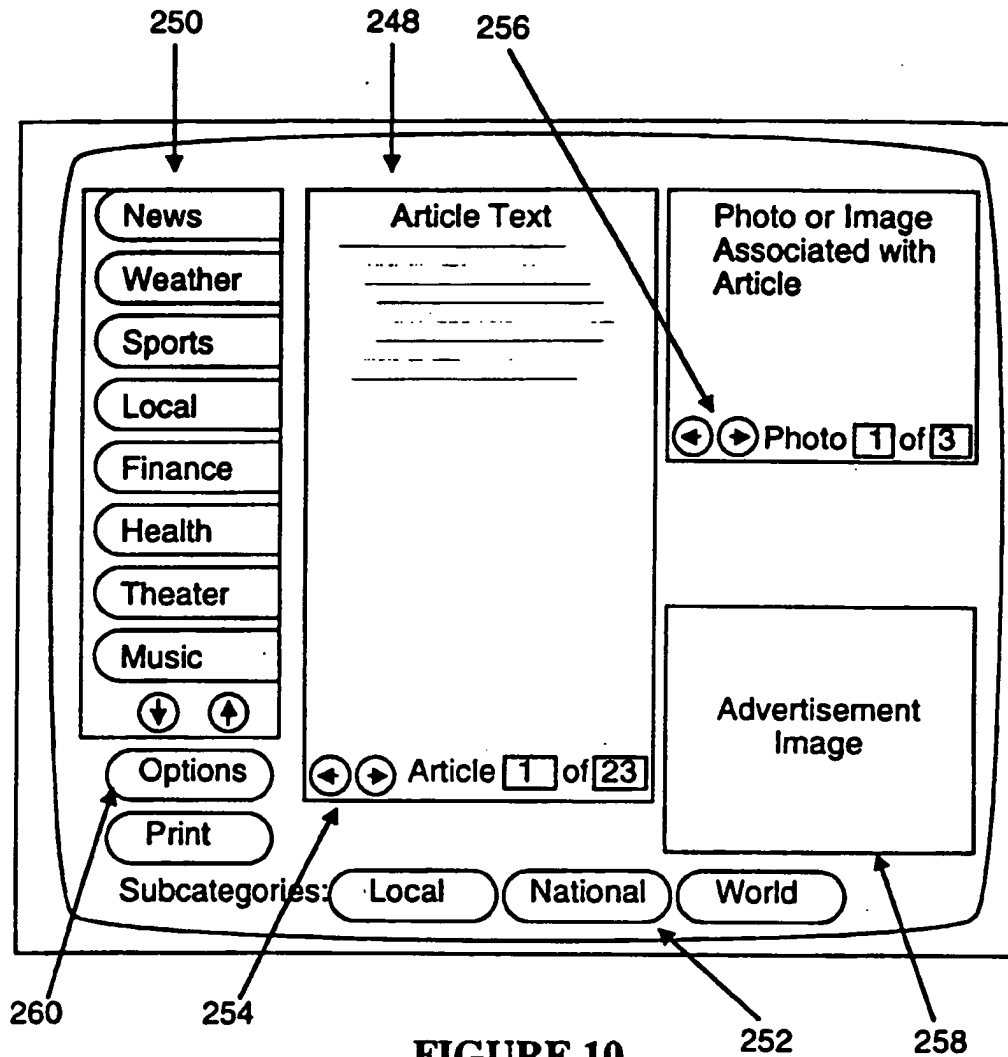 250
248
256
News
Weather
Sports
Local
Finance
Health
Theater
Music
Options
Print
Article Text
Article 1 of 23
Photo or Image
Associated with
Article
Photo 1 of 3
Advertisement
Image
Subcategories: Local National World
260
254
252
258
FIGURE 10